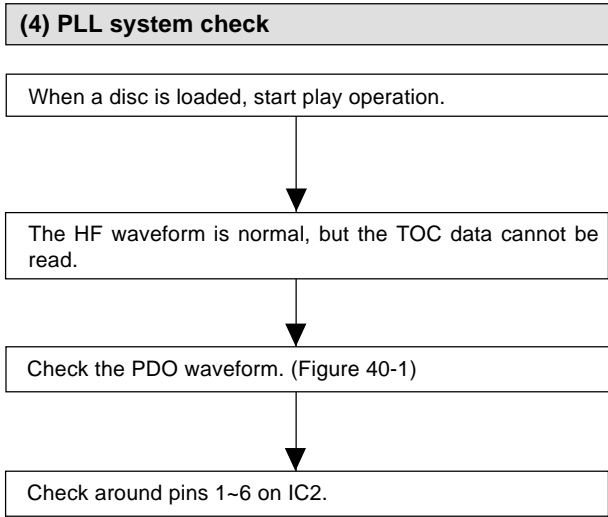 (4) PLL system check
When a disc is loaded, start play operation.
The HF waveform is normal, but the TOC data cannot be
read.
Check the PDO waveform. (Figure 40-1)
Check around pins 1~6 on IC2.